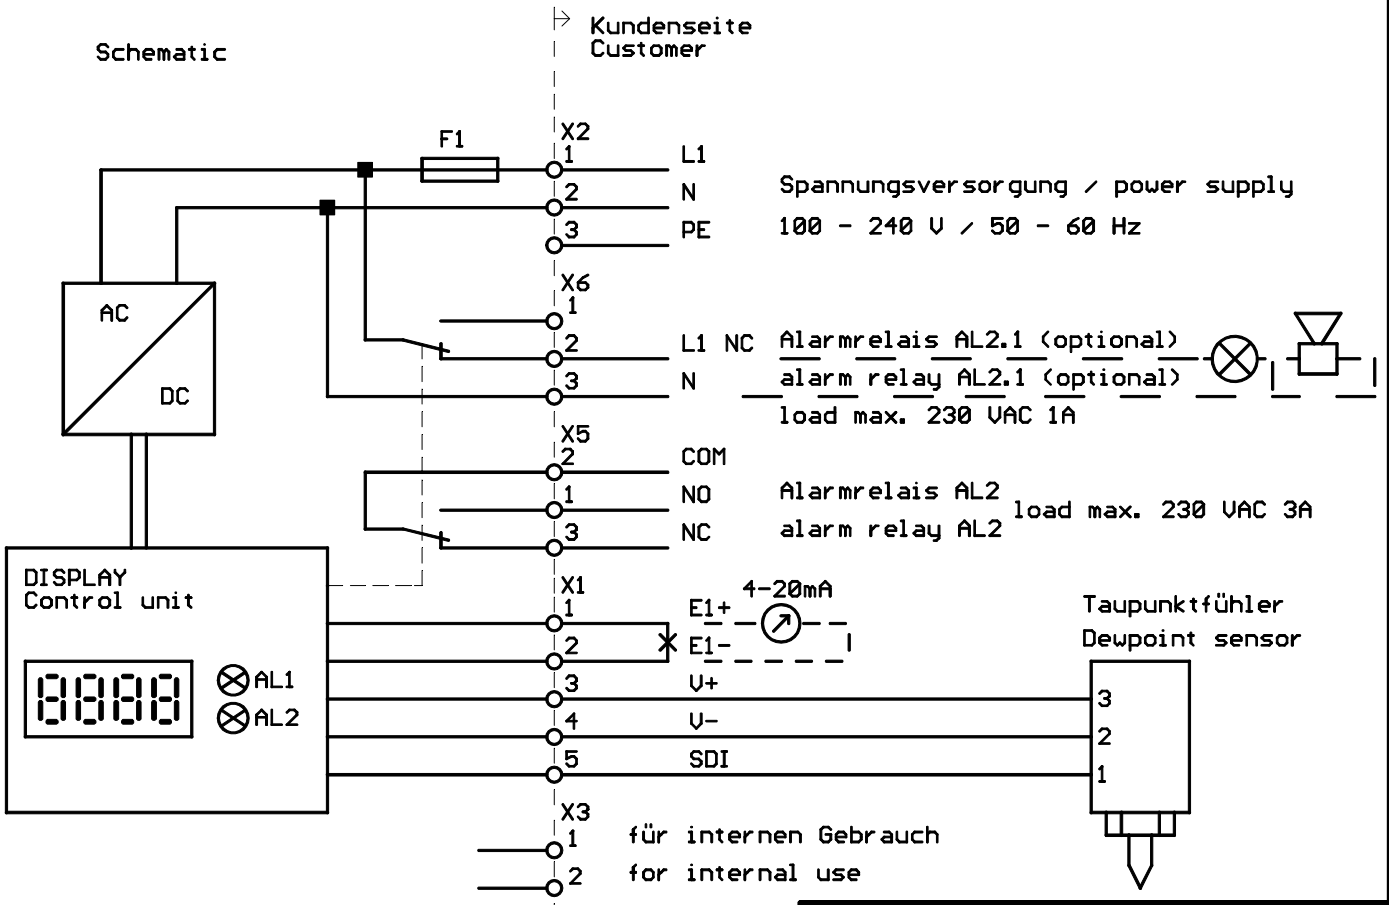 Schematic
Kundenseite
Customer
F1
X2
1
L1
2
N
Spannungsversorgung / power supply
3
PE
100 - 240 V / 50 - 60 Hz
X6
1
AC
DC
2
L1 NC
Alarmrelais AL2.1 (optional)
3
N
alarm relay AL2.1 (optional)
load max. 230 VAC 1A
X5
2
COM
1
NO
Alarmrelais AL2
load max. 230 VAC 3A
3
NC
alarm relay AL2
DISPLAY
Control unit
X1
4-20mA
1
E1+
Taupunktfühler
2
E1-
Dewpoint sensor
8888
AL1
3
V+
3
AL2
4
V-
2
5
SDI
1
X3
1
für internen Gebrauch
2
for internal use